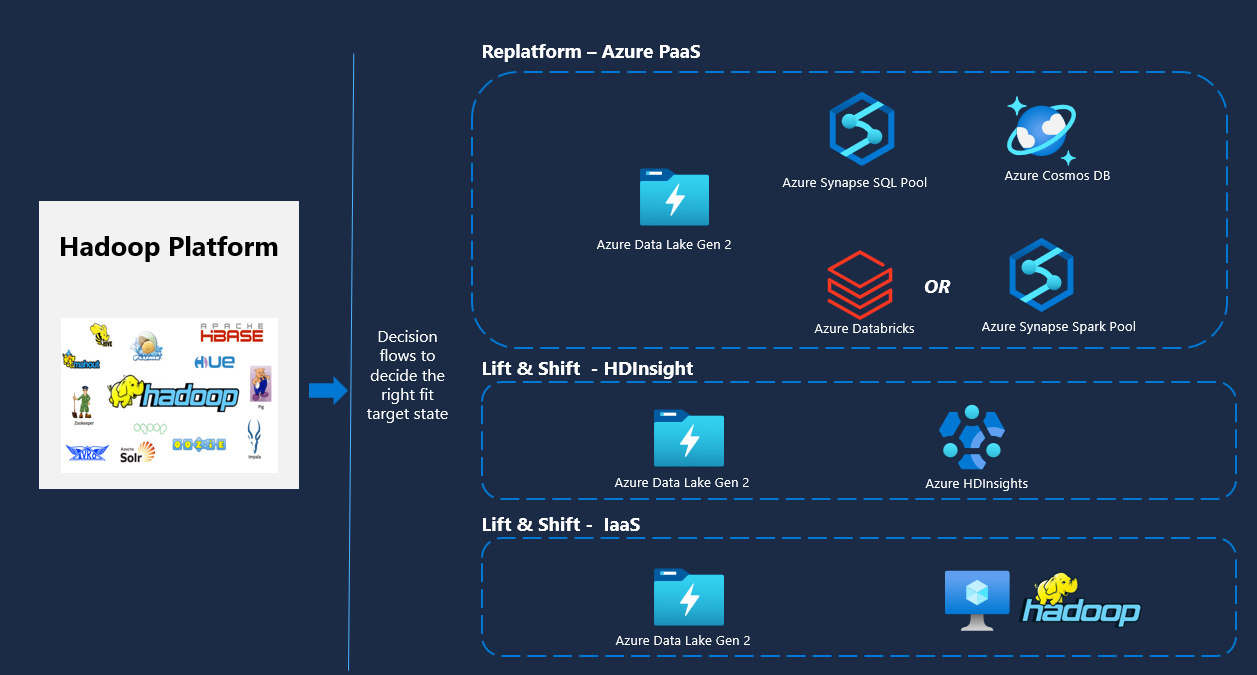 Replatform – Azure PaaS
Azure Synapse SQL Pool
Azure Cosmos DB
Azure Data Lake Gen 2
Azure Databricks
OR
Azure Synapse Spark Pool
Hadoop Platform
HIVE
APACHE
HBASE
mahout
FLUME
HUE
hadoop
Pig
Zookeeper
sqoop
Apache
Solr
OOZIE
Impala
Decision
flows to
decide the
right fit
target state
Lift & Shift  - HDInsight
Azure Data Lake Gen 2
Azure HDInsights
Lift & Shift -  IaaS
Azure Data Lake Gen 2
hadoop